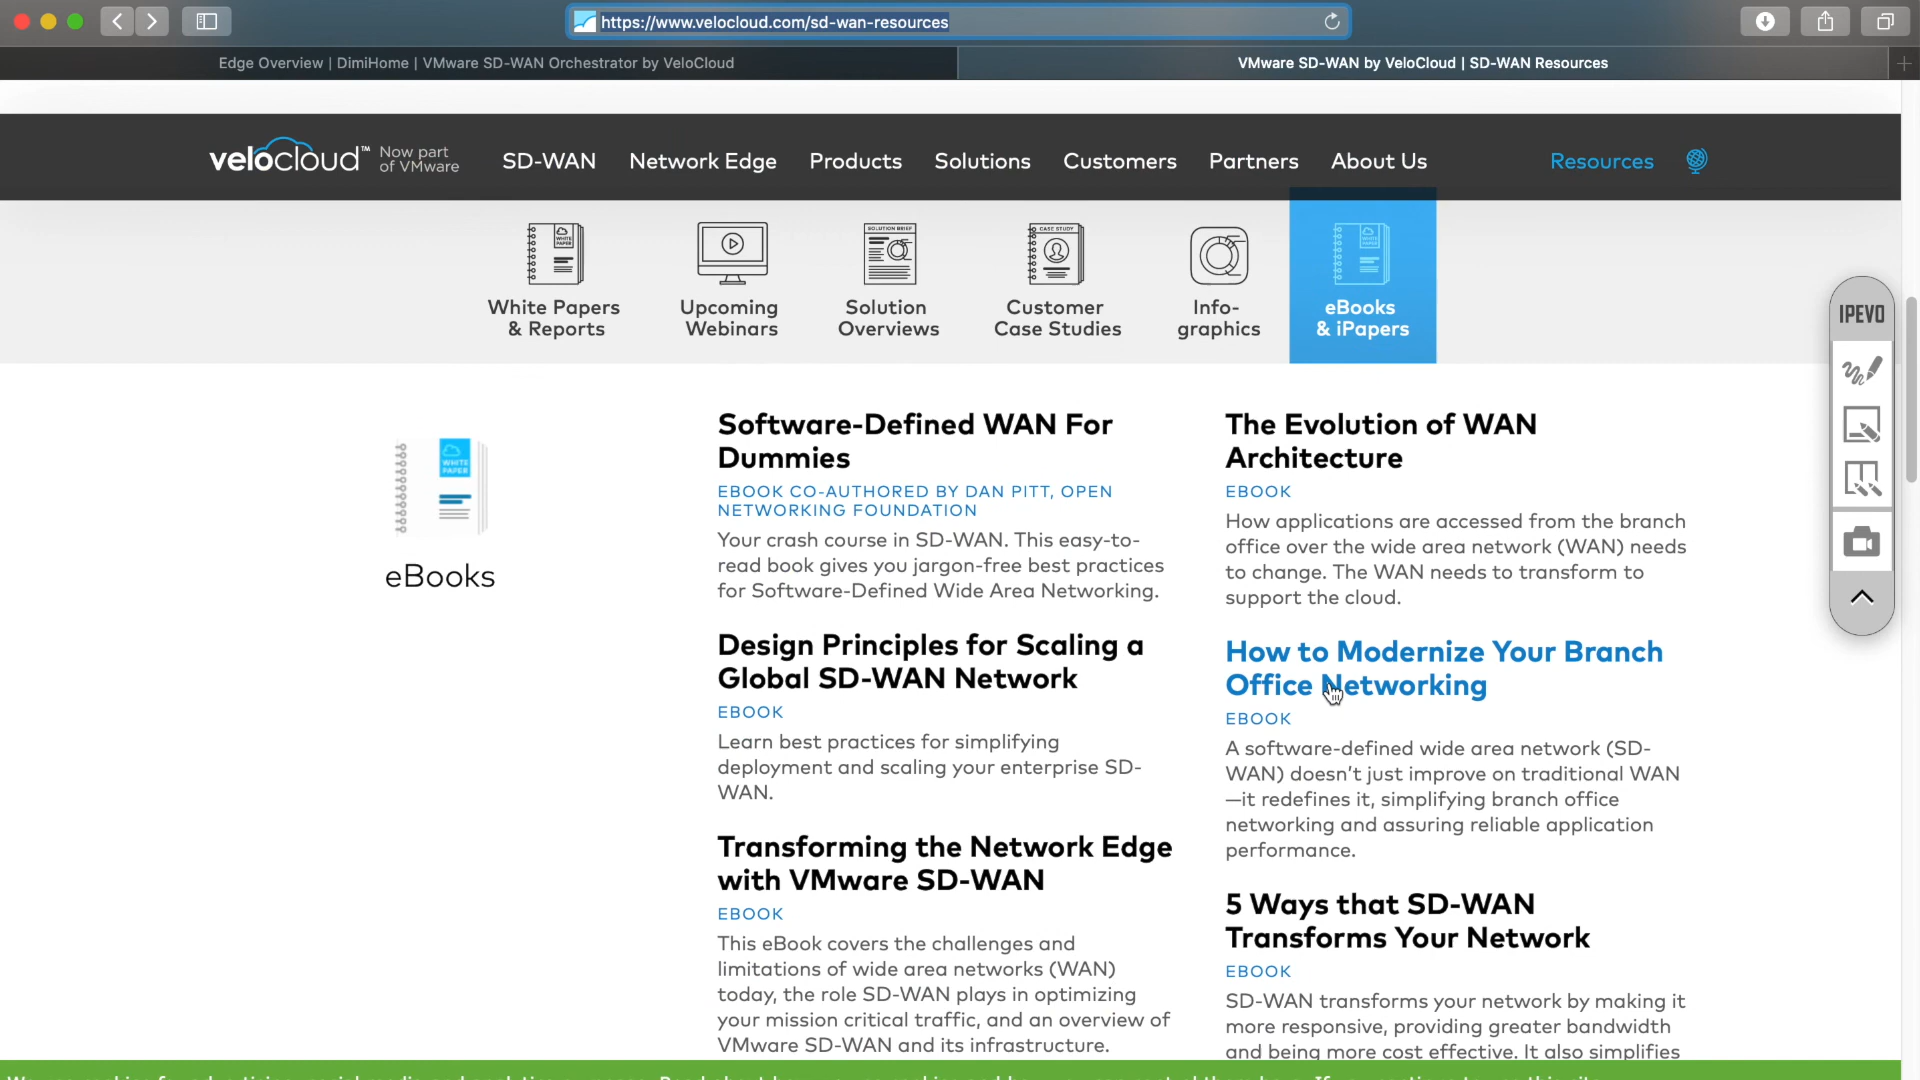 https://www.velocloud.com/sd-wan-resources
Edge Overview | DimiHome | VMware SD-WAN Orchestrator by VeloCloud
VMware SD-WAN by VeloCloud | SD-WAN Resources
velocloud™ Now part of VMware
SD-WAN Network Edge Products Solutions Customers Partners About Us Resources
White Papers
& Reports
Upcoming
Webinars
SOLUTION BRIEF
Solution
Overviews
CASE STUDY
Customer
Case Studies
Info-
graphics
eBooks
& iPapers
IPEVO
WHITE
PAPER
eBooks
Software-Defined WAN For
Dummies
EBOOK CO-AUTHORED BY DAN PITT, OPEN
NETWORKING FOUNDATION
Your crash course in SD-WAN. This easy-to-
read book gives you jargon-free best practices
for Software-Defined Wide Area Networking.
Design Principles for Scaling a
Global SD-WAN Network
EBOOK
Learn best practices for simplifying
deployment and scaling your enterprise SD-
WAN.
Transforming the Network Edge
with VMware SD-WAN
EBOOK
This eBook covers the challenges and
limitations of wide area networks (WAN)
today, the role SD-WAN plays in optimizing
your mission critical traffic, and an overview of
VMware SD-WAN and its infrastructure.
The Evolution of WAN
Architecture
EBOOK
How applications are accessed from the branch
office over the wide area network (WAN) needs
to change. The WAN needs to transform to
support the cloud.
How to Modernize Your Branch
Office Networking
EBOOK
A software-defined wide area network (SD-
WAN) doesn't just improve on traditional WAN
—it redefines it, simplifying branch office
networking and assuring reliable application
performance.
5 Ways that SD-WAN
Transforms Your Network
EBOOK
SD-WAN transforms your network by making it
more responsive, providing greater bandwidth
and being more cost effective. It also simplifies